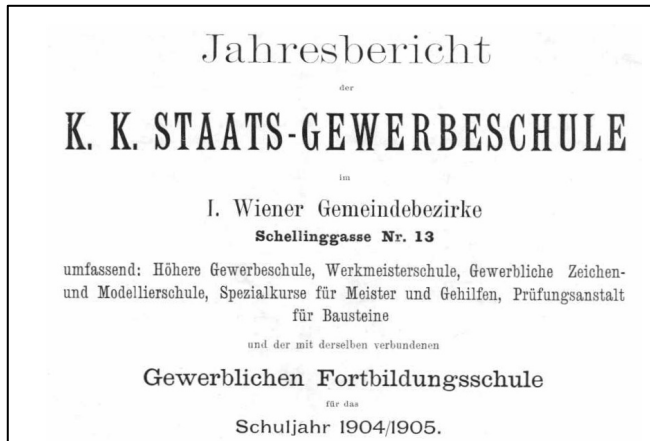 Jahresbericht
der
K. K. STAATS-GEWERBESCHULE
im
I. Wiener Gemeindebezirke
Schellinggasse Nr. 13
umfassend: Höhere Gewerbeschule, Werkmeisterschule, Gewerbliche Zeichen-
und Modellierschule, Spezialkurse für Meister und Gehilfen, Prüfungsanstalt
für Bausteine
und der mit derselben verbundenen
Gewerblichen Fortbildungsschule
für das
Schuljahr 1904/1905.